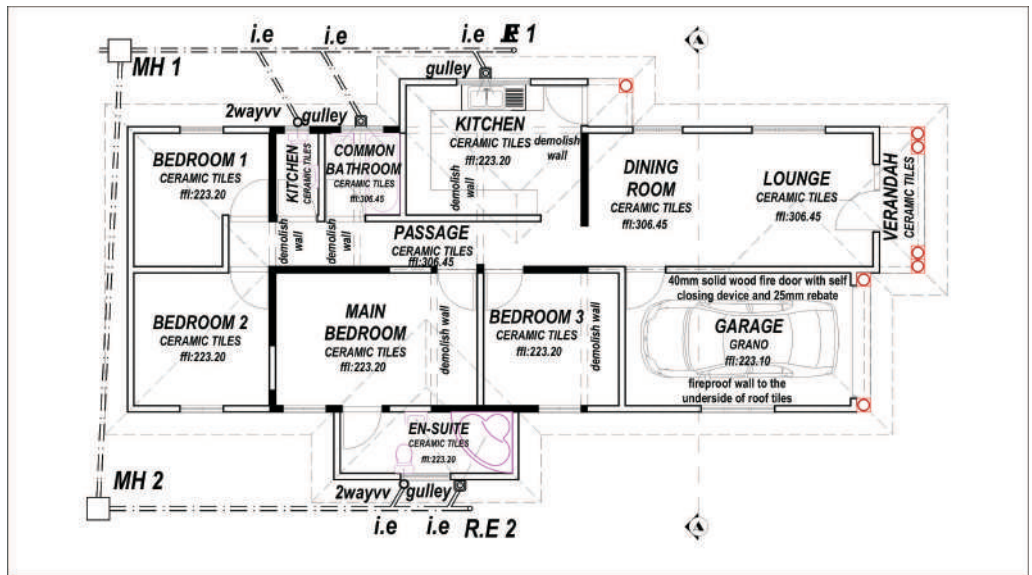 i.e
i.e
i.e
R.E 1
A
MH 1
gulley
2wayvv
gulley
KITCHEN
CERAMIC TILES
ffl:223.20
demolish
wall
BEDROOM 1
CERAMIC TILES
ffl:223.20
KITCHEN
CERAMIC TILES
COMMON
BATHROOM
CERAMIC TILES
ffl:306.45
demolish
wall
DINING
ROOM
CERAMIC TILES
ffl:306.45
LOUNGE
CERAMIC TILES
ffl:306.45
VERANDAH
CERAMIC TILES
demolish
wall
demolish
wall
PASSAGE
CERAMIC TILES
ffl:306.45
40mm solid wood fire door with self
closing device and 25mm rebate
BEDROOM 2
CERAMIC TILES
ffl:223.20
MAIN
BEDROOM
CERAMIC TILES
ffl:223.20
demolish wall
BEDROOM 3
CERAMIC TILES
ffl:223.20
demolish wall
GARAGE
GRANO
ffl:223.10
fireproof wall to the
underside of roof tiles
EN-SUITE
CERAMIC TILES
ffl:223.20
MH 2
2wayvv
gulley
i.e
i.e
R.E 2
A